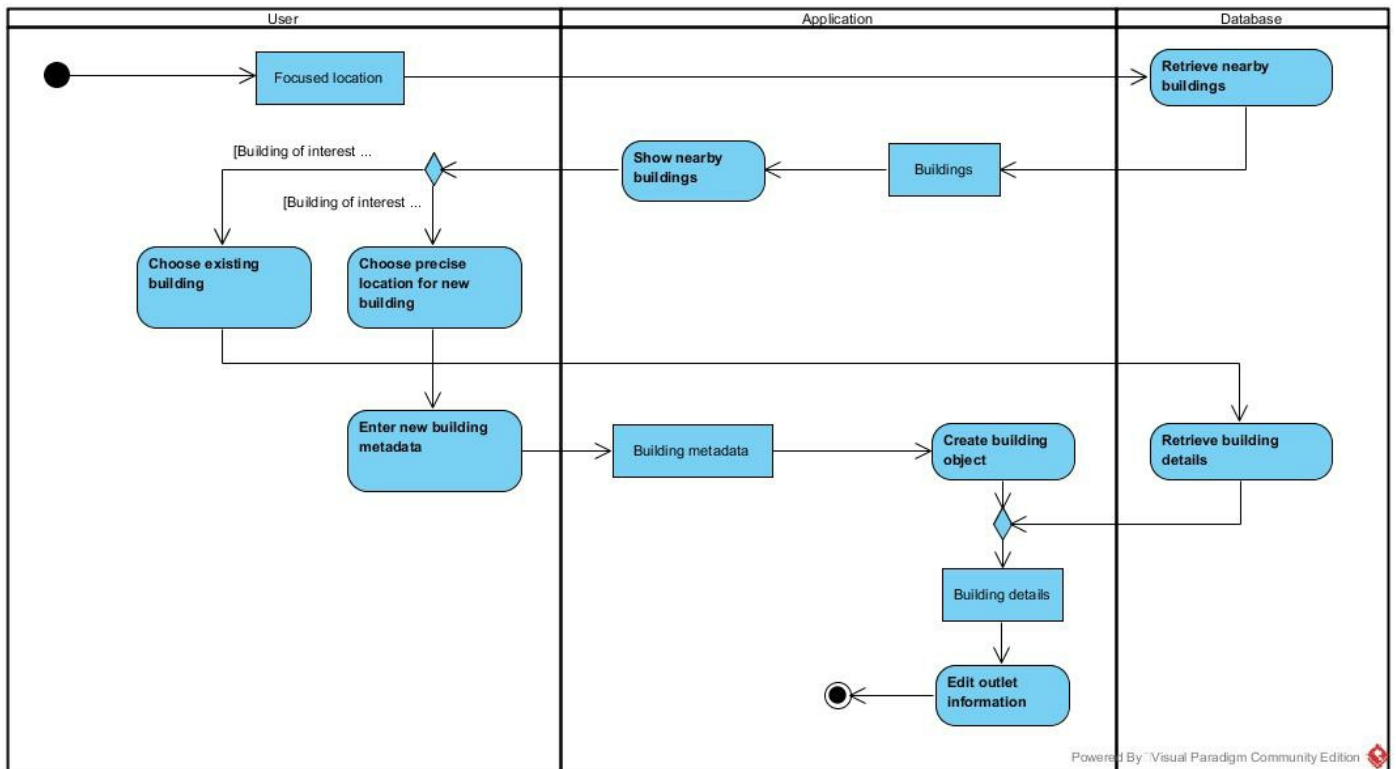 User
Application
Database
Focused location
Retrieve nearby
buildings
[Building of interest ...
Show nearby
buildings
Buildings
[Building of interest ...
Choose existing
building
Choose precise
location for new
building
Enter new building
metadata
Building metadata
Create building
object
Retrieve building
details
Building details
Edit outlet
information
Powered By Visual Paradigm Community Edition